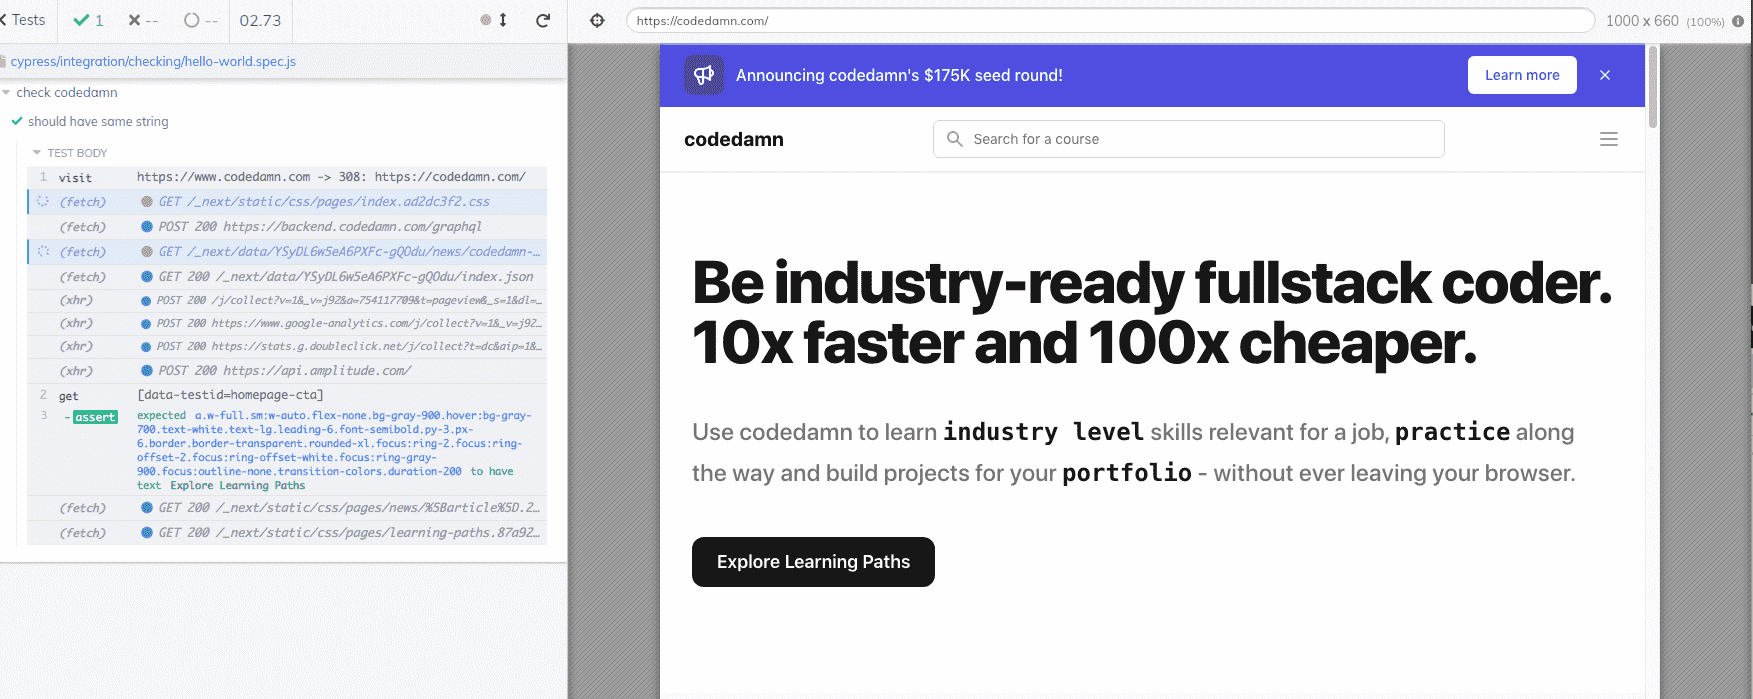 Tests 1 -- -- 02.73
https://codedamn.com/ 1000 x 660 (100%)
cypress/integration/checking/hello-world.spec.js
check codedamn
should have same string
TEST BODY
1 visit https://www.codedamn.com -> 308: https://codedamn.com/
(fetch) GET /_next/static/css/pages/index.ad2dc3f2.css
(fetch) POST 200 https://backend.codedamn.com/graphql
(fetch) GET /_next/data/YSyDL6w5eA6PXFc-gQOdu/news/codedamn-…
(fetch) GET 200 /_next/data/YSyDL6w5eA6PXFc-gQOdu/index.json
(xhr) POST 200 /j/collect?v=1&_v=j92&a=754117709&t=pageview&_s=1&dl=…
(xhr) POST 200 https://www.google-analytics.com/j/collect?v=1&_v=j92…
(xhr) POST 200 https://stats.g.doubleclick.net/j/collect?t=dc&aip=1&…
(xhr) POST 200 https://api.amplitude.com/
2 get [data-testid=homepage-cta]
3 -assert expected a.w-full.sm:w-auto.flex-none.bg-gray-900.hover:bg-gray-
700.text-white.text-lg.leading-6.font-semibold.py-3.px-
6.border.border-transparent.rounded-xl.focus:ring-2.focus:ring-
offset-2.focus:ring-offset-white.focus:ring-gray-
900.focus:outline-none.transition-colors.duration-200 to have
text Explore Learning Paths
(fetch) GET 200 /_next/static/css/pages/news/%5Barticle%5D.2…
(fetch) GET 200 /_next/static/css/pages/learning-paths.87a92…
Announcing codedamn's $175K seed round!
Learn more
codedamn
Search for a course
Be industry-ready fullstack coder.
10x faster and 100x cheaper.
Use codedamn to learn industry level skills relevant for a job, practice along
the way and build projects for your portfolio - without ever leaving your browser.
Explore Learning Paths